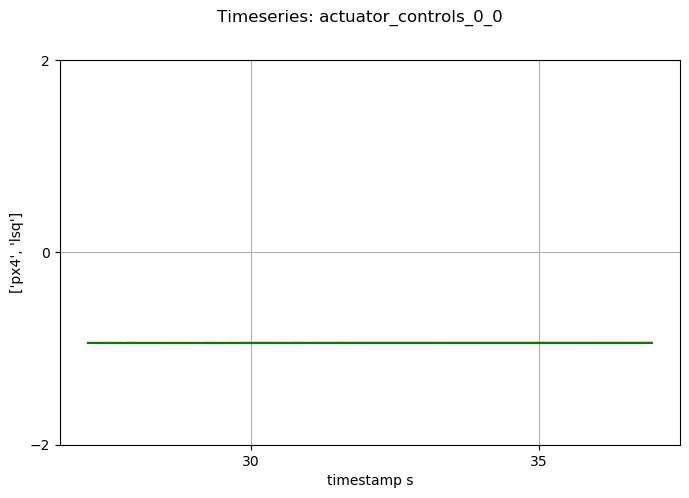 Timeseries: actuator_controls_0_0
2
0
−2
['px4', 'lsq']
30
35
timestamp s